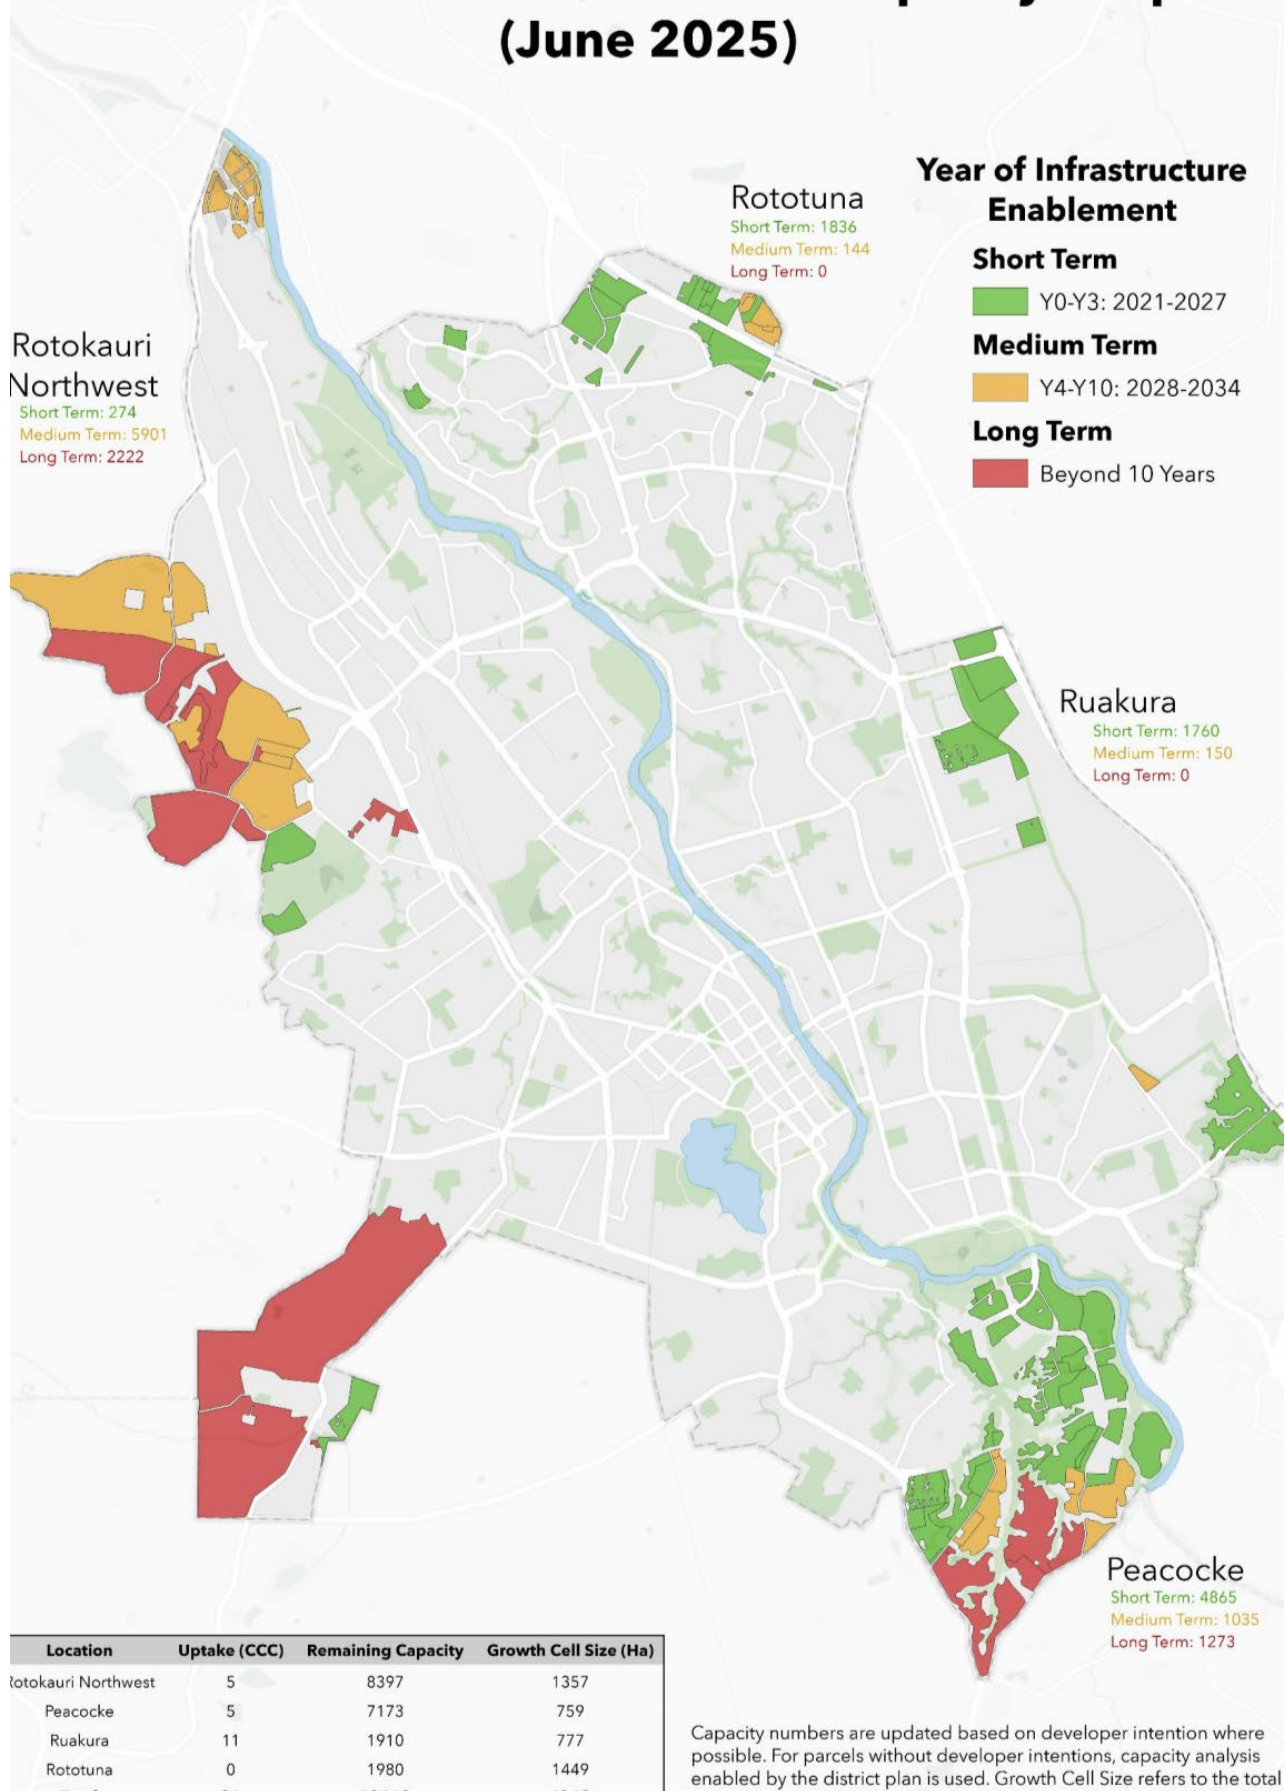 (June 2025)
Year of Infrastructure
Enablement
Short Term
Y0-Y3: 2021-2027
Medium Term
Y4-Y10: 2028-2034
Long Term
Beyond 10 Years
Rototuna
Short Term: 1836
Medium Term: 144
Long Term: 0
Rotokauri
Northwest
Short Term: 274
Medium Term: 5901
Long Term: 2222
Ruakura
Short Term: 1760
Medium Term: 150
Long Term: 0
Peacocke
Short Term: 4865
Medium Term: 1035
Long Term: 1273
Location Uptake (CCC) Remaining Capacity Growth Cell Size (Ha)
Rotokauri Northwest 5 8397 1357
Peacocke 5 7173 759
Ruakura 11 1910 777
Rototuna 0 1980 1449
Capacity numbers are updated based on developer intention where
possible. For parcels without developer intentions, capacity analysis
enabled by the district plan is used. Growth Cell Size refers to the total